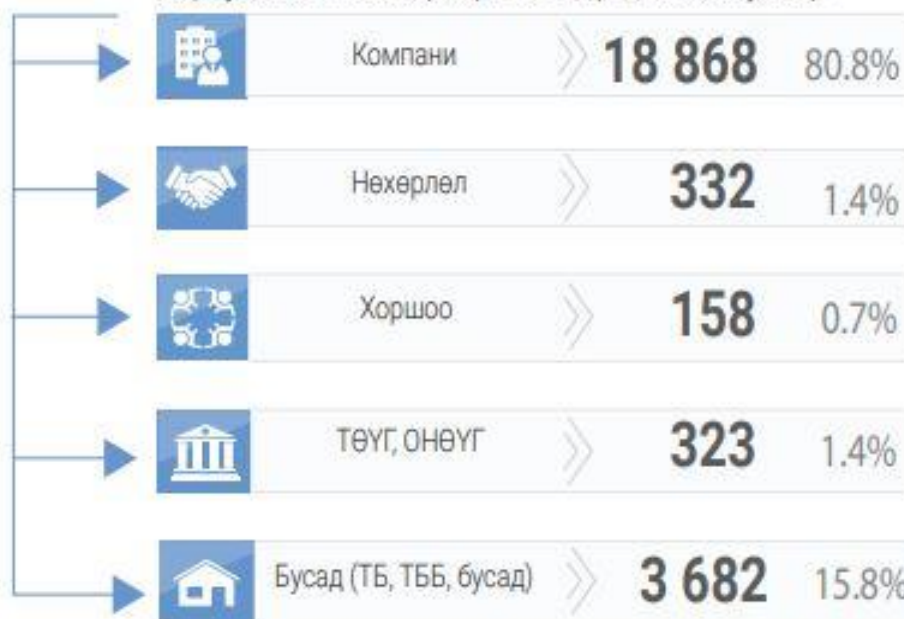 Компани 18 868 80.8%
Нөхөрлөл 332 1.4%
Хоршоо 158 0.7%
ТӨҮГ, ОНӨҮГ 323 1.4%
Бусад (ТБ, ТББ, бусад) 3 682 15.8%